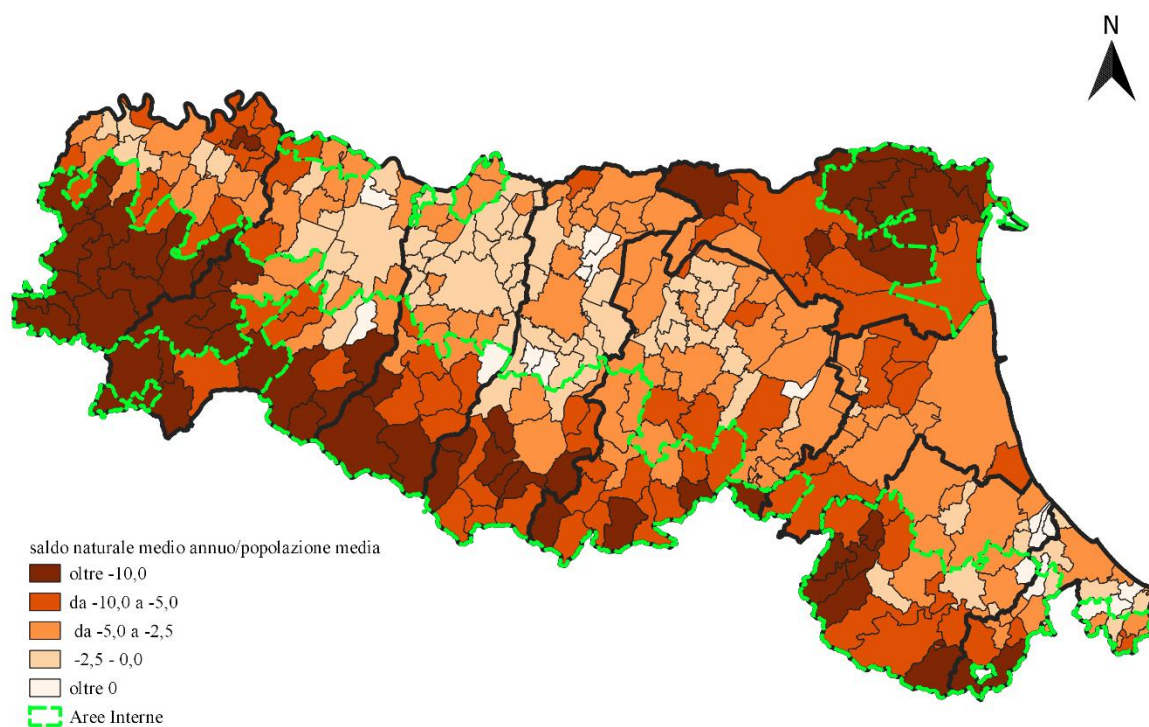 N
saldo naturale medio annuo/popolazione media
oltre -10,0
da -10,0 a -5,0
da -5,0 a -2,5
-2,5 - 0,0
oltre 0
Aree Interne